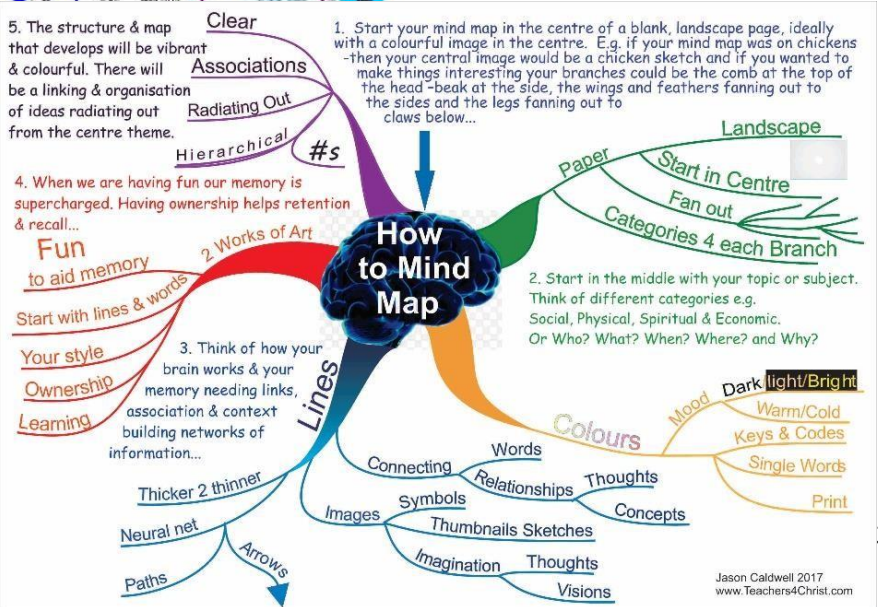 5. The structure & map
that develops will be vibrant
& colourful. There will
be a linking & organisation
of ideas radiating out
from the centre theme.
Clear
Associations
Radiating Out
Hierarchical
#s
1. Start your mind map in the centre of a blank, landscape page, ideally
with a colourful image in the centre. E.g. if your mind map was on chickens
-then your central image would be a chicken sketch and if you wanted to
make things interesting your branches could be the comb at the top of
the head -beak at the side, the wings and feathers fanning out to
the sides and the legs fanning out to
claws below...
Paper
Landscape
Start in Centre
Fan out
Categories 4 each Branch
4. When we are having fun our memory is
supercharged. Having ownership helps retention
& recall...
How
to Mind
Map
2 Works of Art
Fun
to aid memory
Start with lines & words
Your style
Ownership
Learning
2. Start in the middle with your topic or subject.
Think of different categories e.g.
Social, Physical, Spiritual & Economic.
Or Who? What? When? Where? and Why?
3. Think of how your
brain works & your
memory needing links,
association & context
building networks of
information...
Lines
Thicker 2 thinner
Neural net
Paths
Arrows
Connecting
Words
Relationships
Thoughts
Concepts
Images
Symbols
Thumbnails Sketches
Imagination
Thoughts
Visions
Colours
Mood
Dark light/Bright
Warm/Cold
Keys & Codes
Single Words
Print
Jason Caldwell 2017
www.Teachers4Christ.com